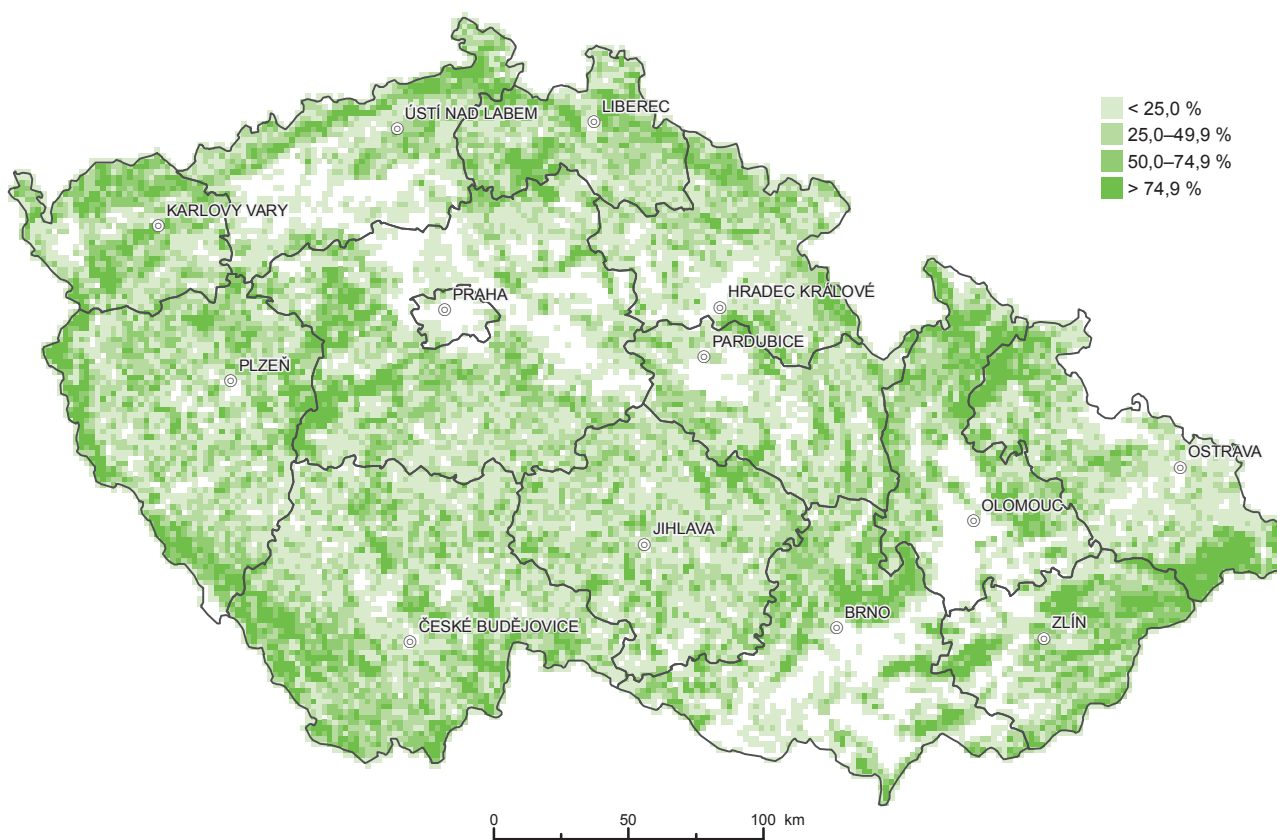 ÚSTÍ NAD LABEM
LIBEREC
< 25,0 %
25,0–49,9 %
50,0–74,9 %
> 74,9 %
KARLOVY VARY
PRAHA
HRADEC KRÁLOVÉ
PARDUBICE
PLZEŇ
OSTRAVA
OLOMOUC
JIHLAVA
BRNO
ZLÍN
ČESKÉ BUDĚJOVICE
0 50 100 km